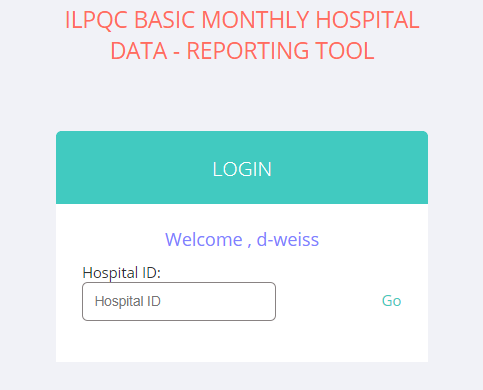 ILPQC BASIC MONTHLY HOSPITAL
DATA - REPORTING TOOL
LOGIN
Welcome , d-weiss
Hospital ID:
Hospital ID
Go